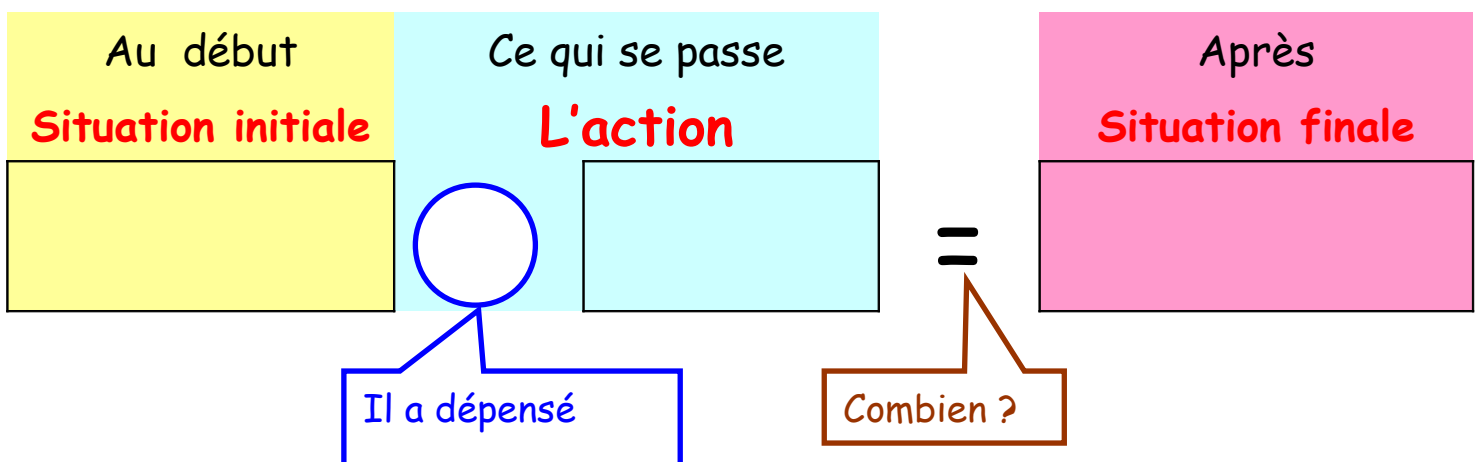 Au début
Situation initiale
Ce qui se passe
L'action
=
Après
Situation finale
Il a dépensé
Combien ?